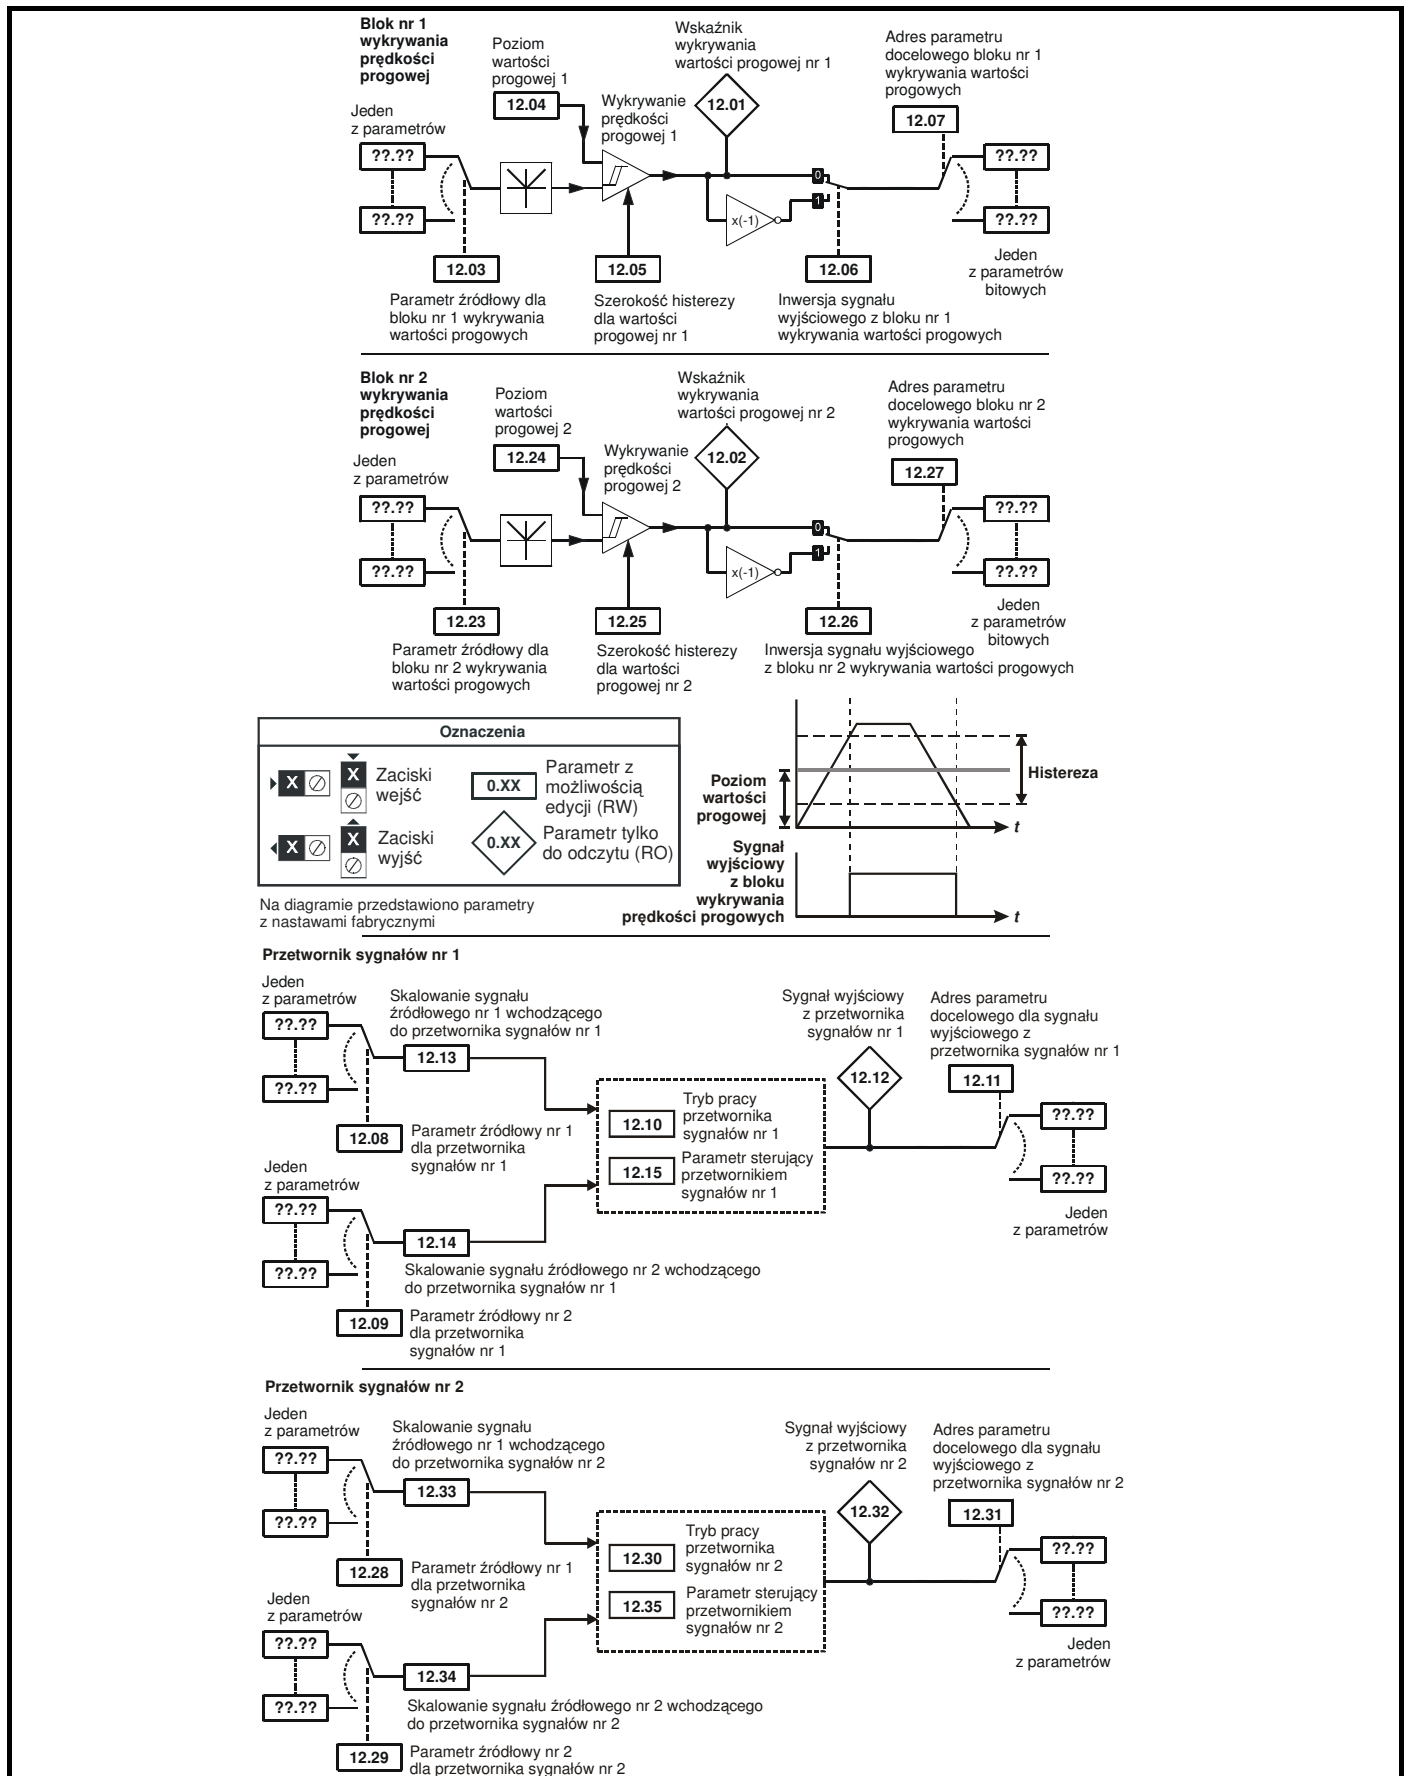 Blok nr 1
wykrywania
prędkości
progowej
Poziom
wartości
progowej 1
Wskaźnik
wykrywania
wartości progowej nr 1
Adres parametru
docelowego bloku nr 1
wykrywania wartości
progowych
12.04
Wykrywanie
prędkości
progowej 1
12.01
12.07
Jeden
z parametrów
??.??
??.??
0
1
x(-1)
??.??
??.??
12.03
12.05
12.06
Jeden
z parametrów
bitowych
Parametr źródłowy dla
bloku nr 1 wykrywania
wartości progowych
Szerokość histerezy
dla wartości
progowej nr 1
Inwersja sygnału
wyjściowego z bloku nr 1
wykrywania wartości progowych
Blok nr 2
wykrywania
prędkości
progowej
Poziom
wartości
progowej 2
Wskaźnik
wykrywania
wartości progowej nr 2
Adres parametru
docelowego bloku nr 2
wykrywania wartości
progowych
12.24
Wykrywanie
prędkości
progowej 2
12.02
12.27
Jeden
z parametrów
??.??
??.??
0
1
x(-1)
??.??
??.??
12.23
12.25
12.26
Jeden
z parametrów
bitowych
Parametr źródłowy dla
bloku nr 2 wykrywania
wartości progowych
Szerokość histerezy
dla wartości
progowej nr 2
Inwersja sygnału wyjściowego
z bloku nr 2 wykrywania wartości progowych
Oznaczenia
X
X
Zaciski
wejść
0.XX
Parametr z
możliwością
edycji (RW)
X
X
Zaciski
wyjść
0.XX
Parametr tylko
do odczytu (RO)
Na diagramie przedstawiono parametry
z nastawami fabrycznymi
Poziom
wartości
progowej
Histereza
t
Sygnał
wyjściowy
z bloku
wykrywania
prędkości progowych
t
Przetwornik sygnałów nr 1
Jeden
z parametrów
??.??
??.??
Skalowanie sygnału
źródłowego nr 1 wchodzącego
do przetwornika sygnałów nr 1
12.13
Sygnał wyjściowy
z przetwornika
sygnałów nr 1
12.12
Adres parametru
docelowego dla sygnału
wyjściowego z
przetwornika sygnałów nr 1
12.11
12.08
Parametr źródłowy nr 1
dla przetwornika
sygnałów nr 1
12.10
Tryb pracy
przetwornika
sygnałów nr 1
12.15
Parametr sterujący
przetwornikiem
sygnałów nr 1
??.??
??.??
Jeden
z parametrów
Jeden
z parametrów
??.??
??.??
12.14
Skalowanie sygnału źródłowego nr 2 wchodzącego
do przetwornika sygnałów nr 1
12.09
Parametr źródłowy nr 2
dla przetwornika
sygnałów nr 1
Przetwornik sygnałów nr 2
Jeden
z parametrów
??.??
??.??
Skalowanie sygnału
źródłowego nr 1 wchodzącego
do przetwornika sygnałów nr 2
12.33
Sygnał wyjściowy
z przetwornika
sygnałów nr 2
12.32
Adres parametru
docelowego dla sygnału
wyjściowego z
przetwornika sygnałów nr 2
12.31
12.28
Parametr źródłowy nr 1
dla przetwornika
sygnałów nr 2
12.30
Tryb pracy
przetwornika
sygnałów nr 2
12.35
Parametr sterujący
przetwornikiem
sygnałów nr 2
??.??
??.??
Jeden
z parametrów
Jeden
z parametrów
??.??
??.??
12.34
Skalowanie sygnału źródłowego nr 2 wchodzącego
do przetwornika sygnałów nr 2
12.29
Parametr źródłowy nr 2
dla przetwornika sygnałów nr 2